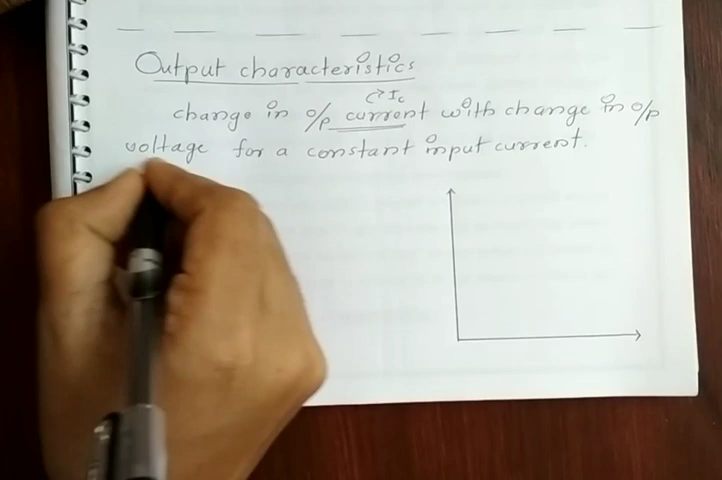 Output characteristics
→ Ic
change in o/p current with change in o/p
voltage for a constant input current.